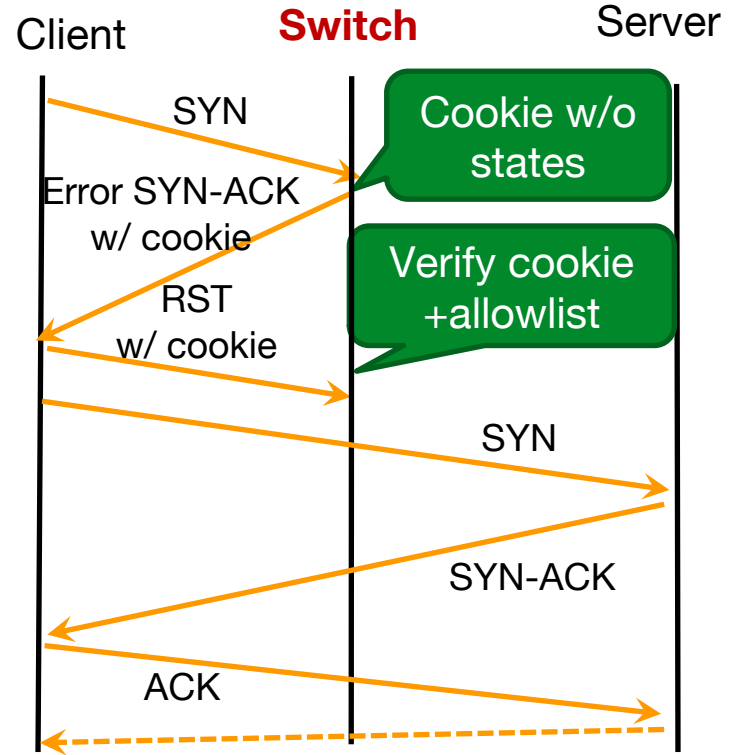 Client
Switch
Server
SYN
Cookie w/o
states
Error SYN-ACK
w/ cookie
Verify cookie
+allowlist
RST
w/ cookie
SYN
SYN-ACK
ACK